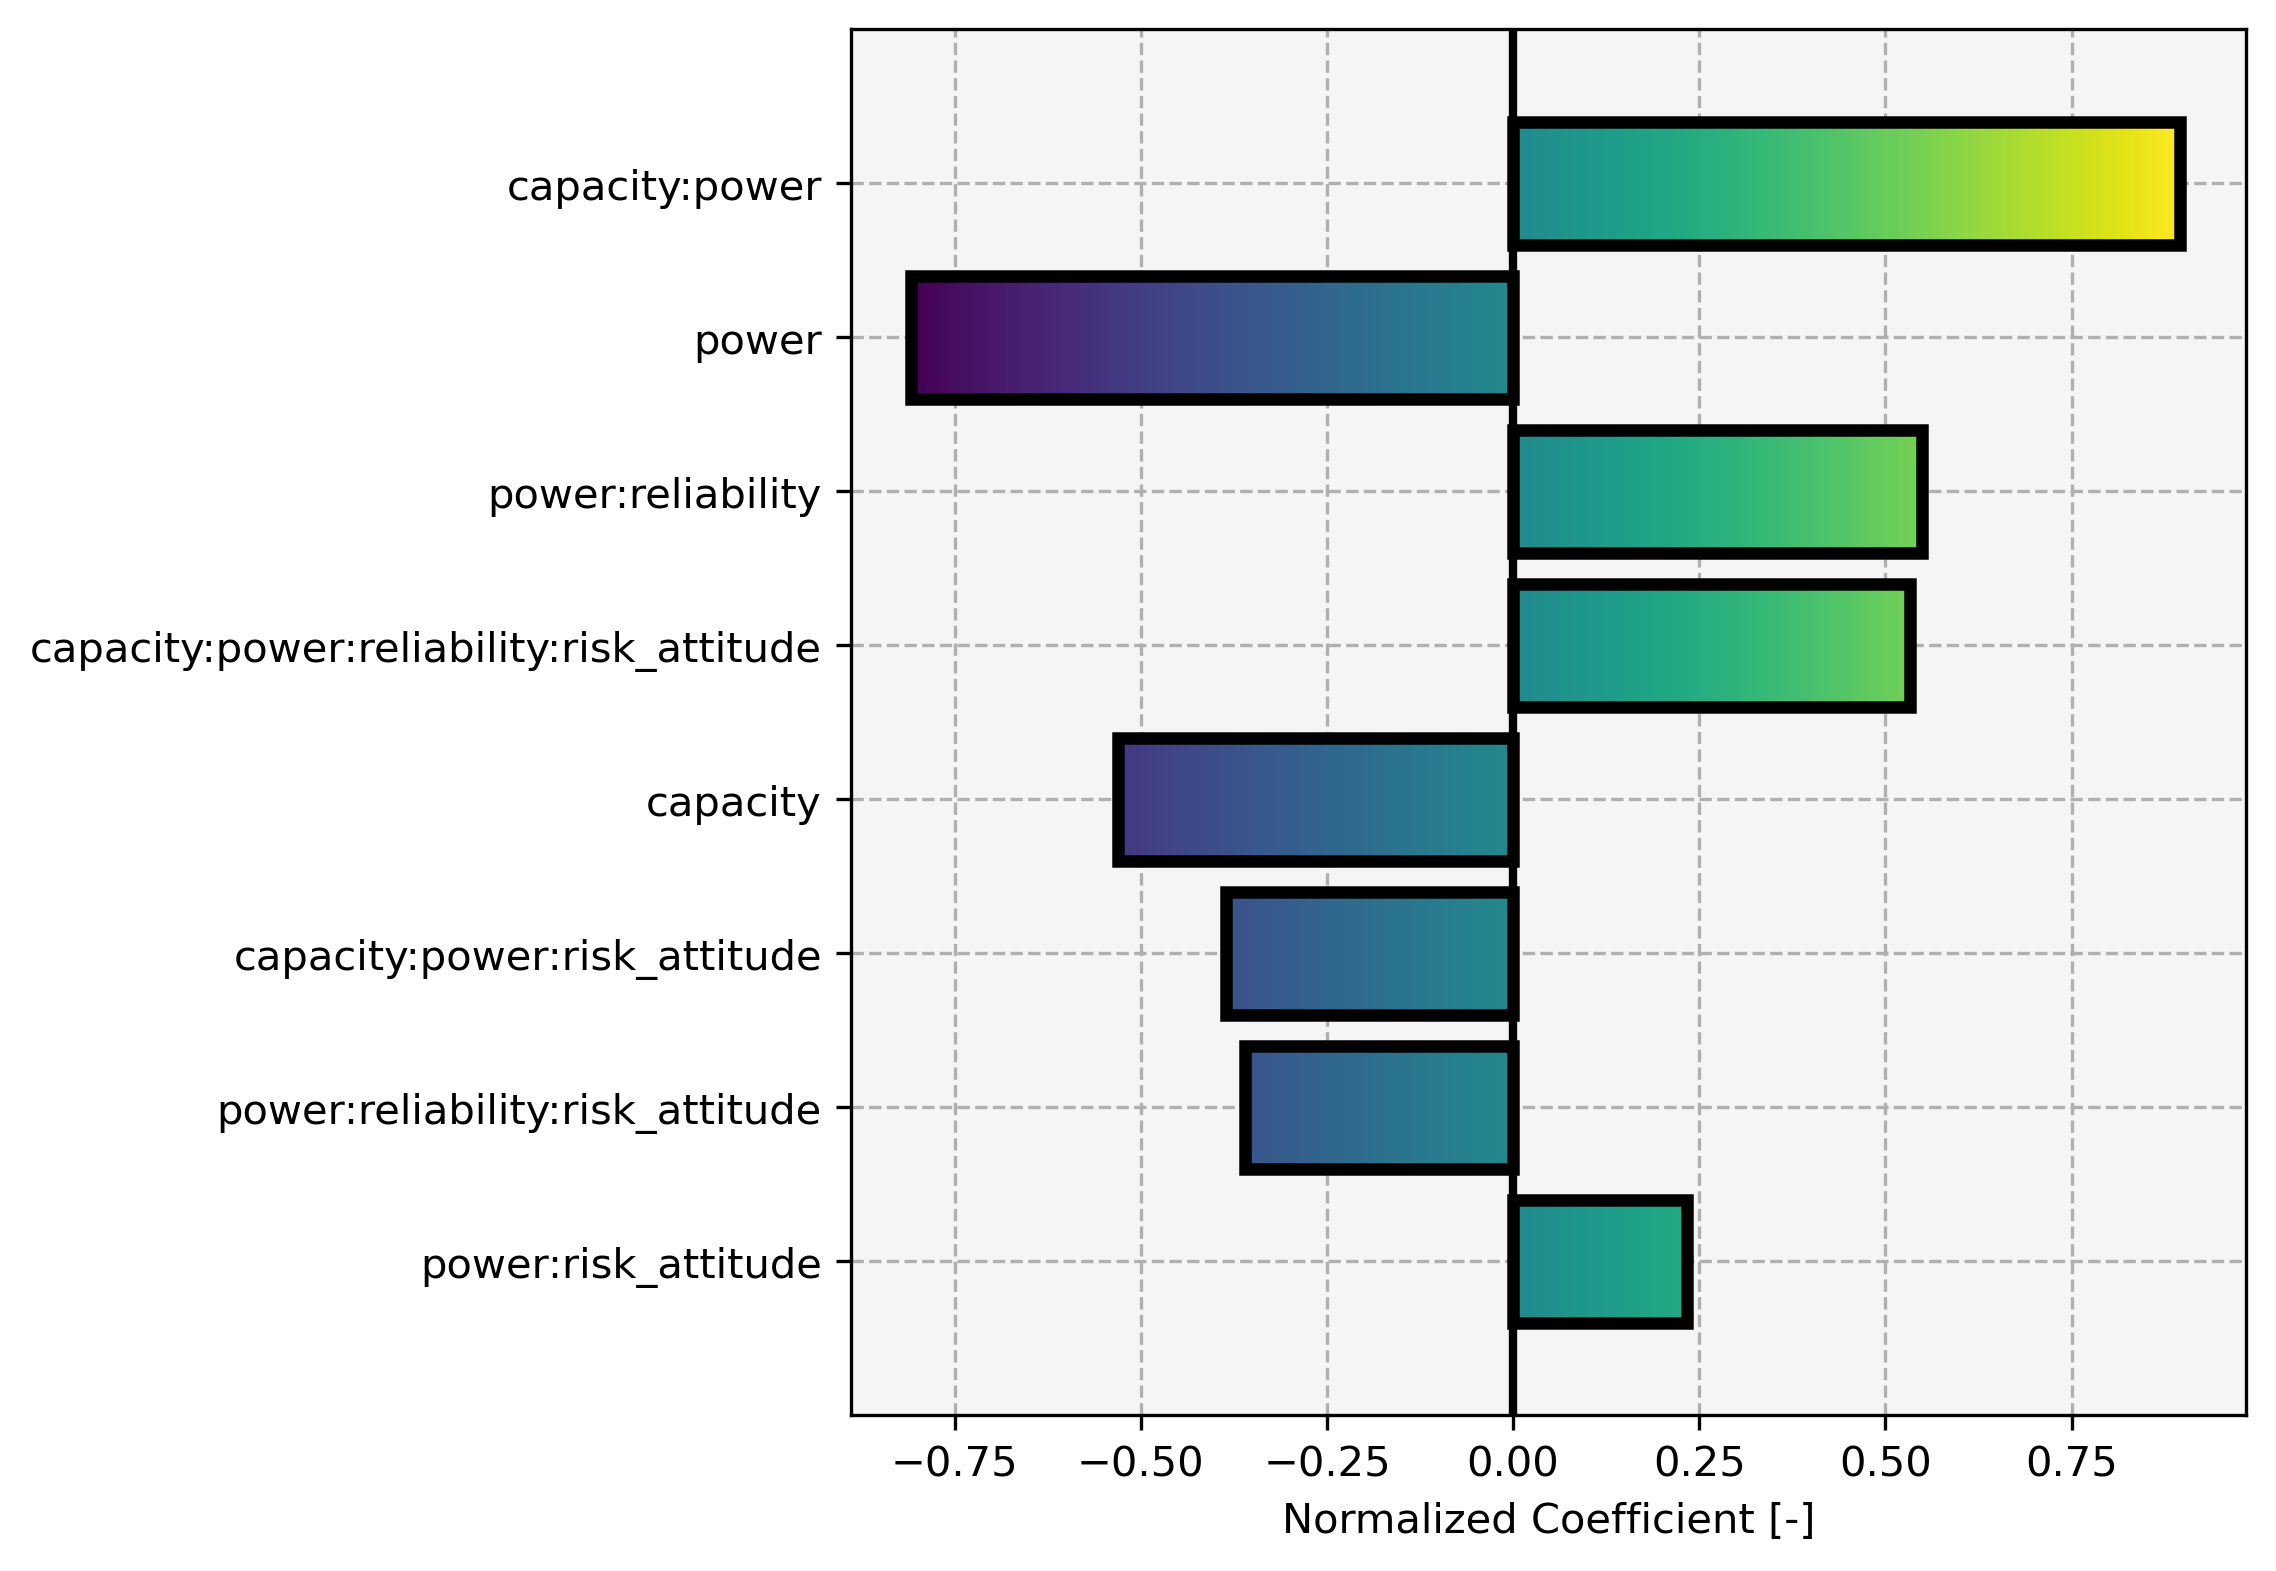 capacity:power
power
power:reliability
capacity:power:reliability:risk_attitude
capacity
capacity:power:risk_attitude
power:reliability:risk_attitude
power:risk_attitude
−0.75 −0.50 −0.25 0.00 0.25 0.50 0.75
Normalized Coefficient [-]